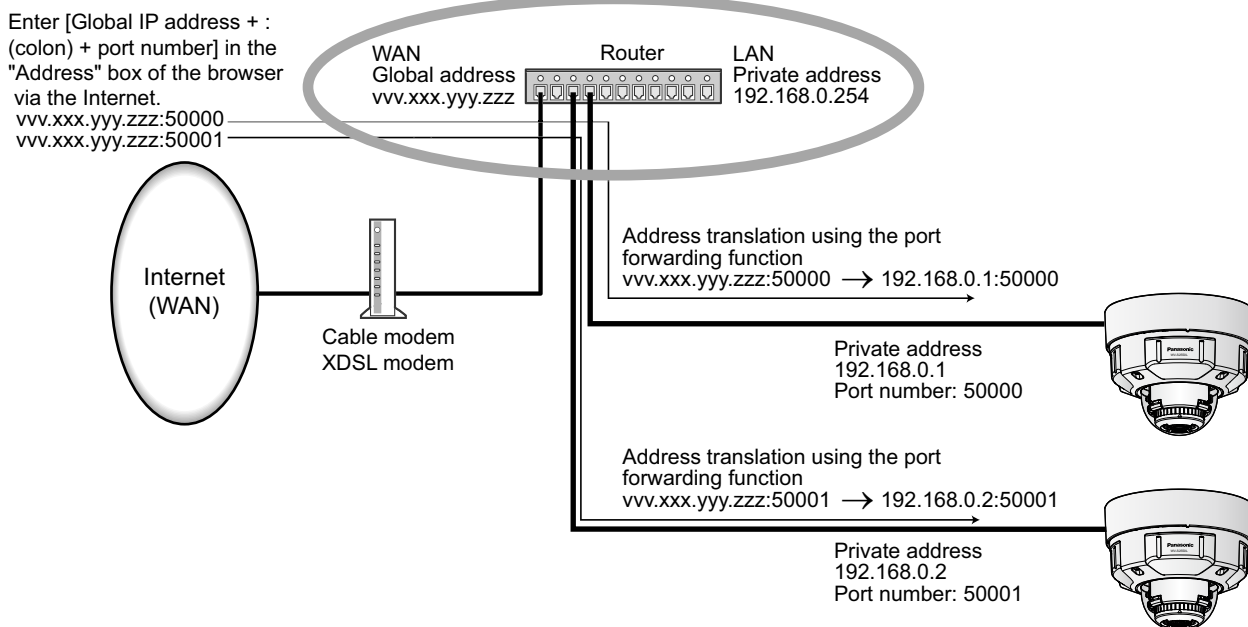 Enter [Global IP address + :
(colon) + port number] in the
"Address" box of the browser
via the Internet.
vvv.xxx.yyy.zzz:50000
vvv.xxx.yyy.zzz:50001
WAN
Global address
vvv.xxx.yyy.zzz
Router
LAN
Private address
192.168.0.254
Internet
(WAN)
Cable modem
XDSL modem
Address translation using the port
forwarding function
vvv.xxx.yyy.zzz:50000 → 192.168.0.1:50000
Panasonic
Private address
192.168.0.1
Port number: 50000
Address translation using the port
forwarding function
vvv.xxx.yyy.zzz:50001 → 192.168.0.2:50001
Panasonic
Private address
192.168.0.2
Port number: 50001